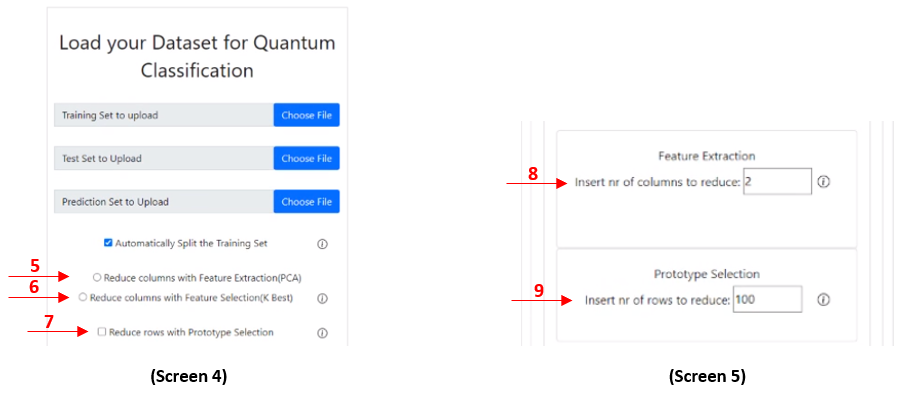 Load your Dataset for Quantum
Classification
Training Set to upload
Choose File
Test Set to Upload
Choose File
Prediction Set to Upload
Choose File
Automatically Split the Training Set
5
Reduce columns with Feature Extraction(PCA)
6
Reduce columns with Feature Selection(K Best)
7
Reduce rows with Prototype Selection
(Screen 4)
Feature Extraction
8
Insert nr of columns to reduce: 2
Prototype Selection
9
Insert nr of rows to reduce: 100
(Screen 5)